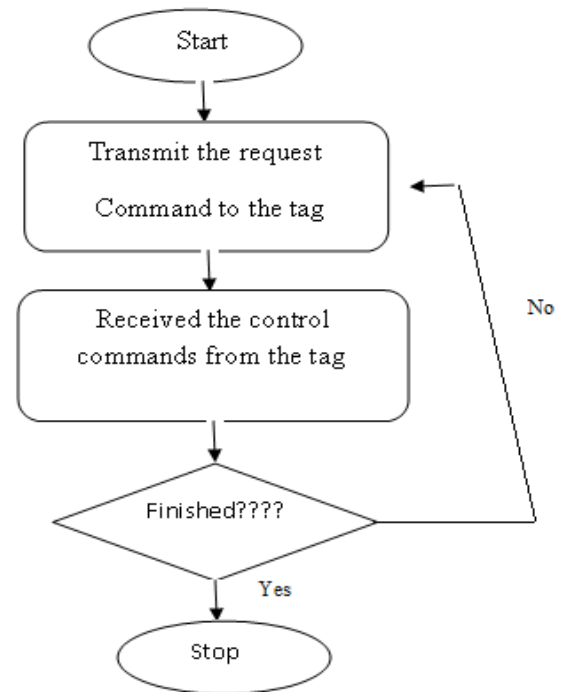 Start
Transmit the request
Command to the tag
Received the control
commands from the tag
No
Finished????
Yes
Stop